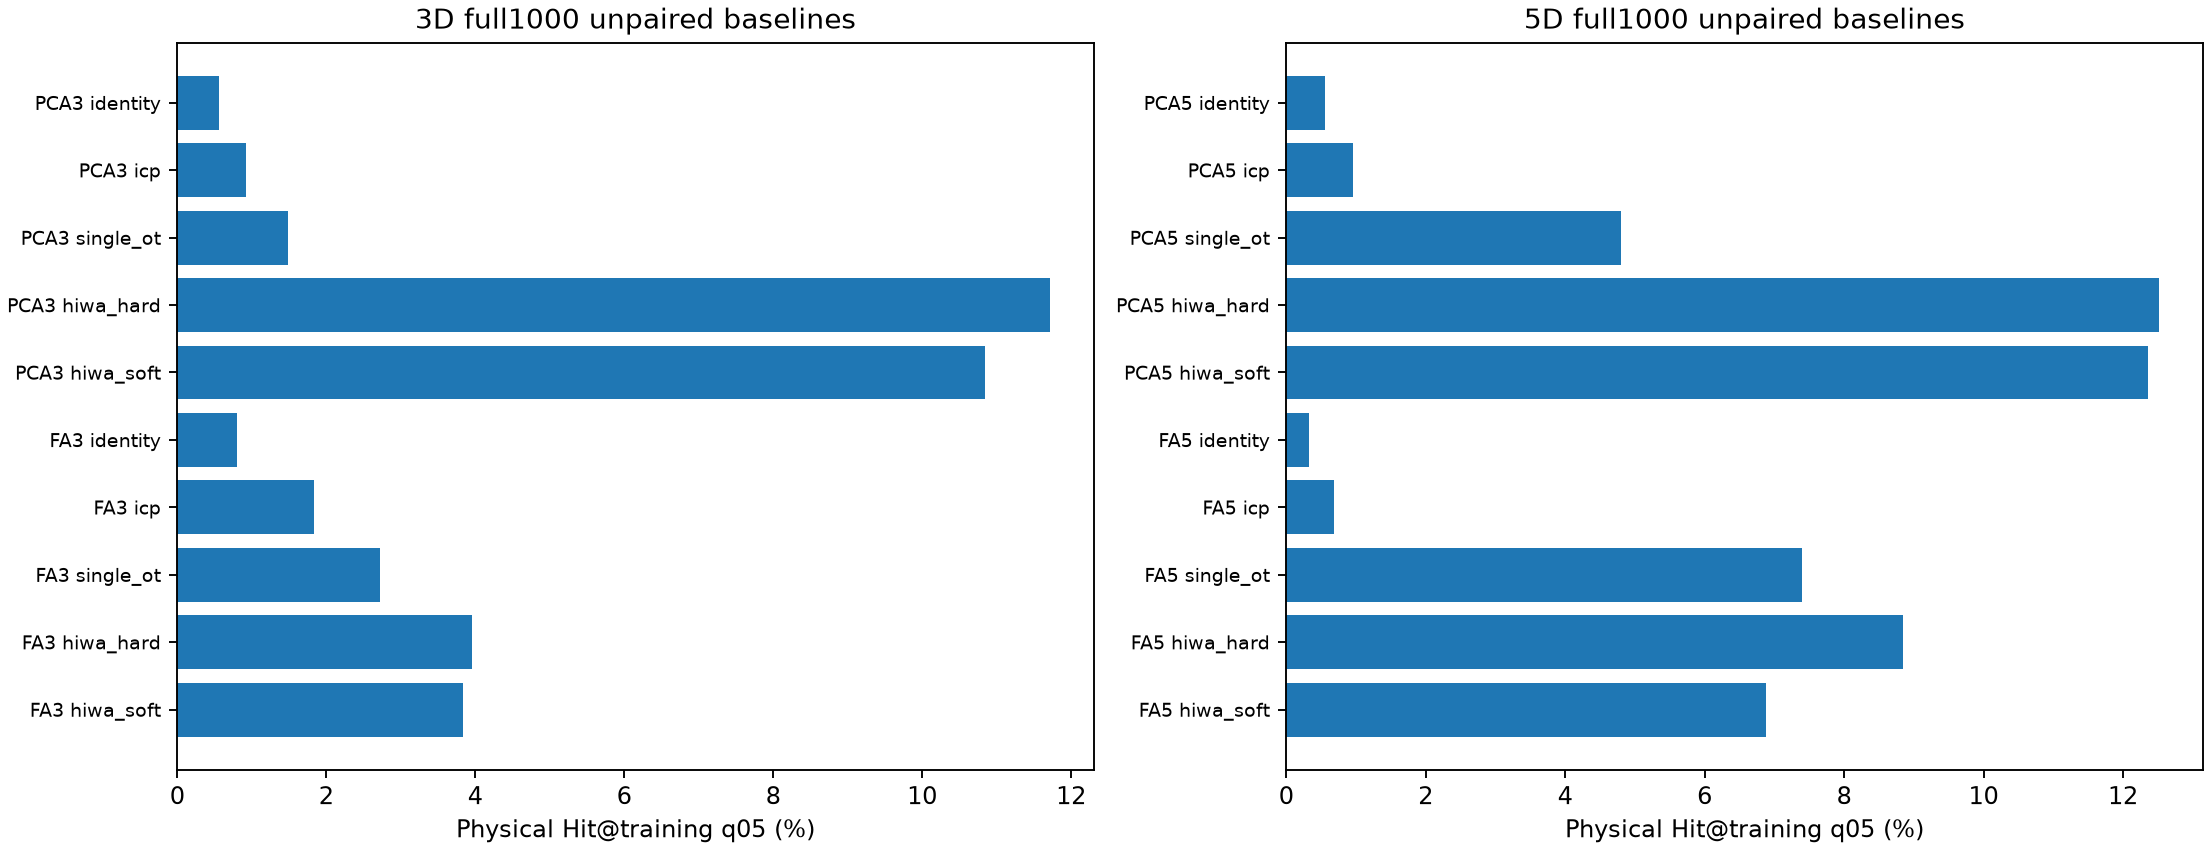 3D full1000 unpaired baselines
PCA3 identity
PCA3 icp
PCA3 single_ot
PCA3 hiwa_hard
PCA3 hiwa_soft
FA3 identity
FA3 icp
FA3 single_ot
FA3 hiwa_hard
FA3 hiwa_soft
0 2 4 6 8 10 12
Physical Hit@training q05 (%)
5D full1000 unpaired baselines
PCA5 identity
PCA5 icp
PCA5 single_ot
PCA5 hiwa_hard
PCA5 hiwa_soft
FA5 identity
FA5 icp
FA5 single_ot
FA5 hiwa_hard
FA5 hiwa_soft
0 2 4 6 8 10 12
Physical Hit@training q05 (%)